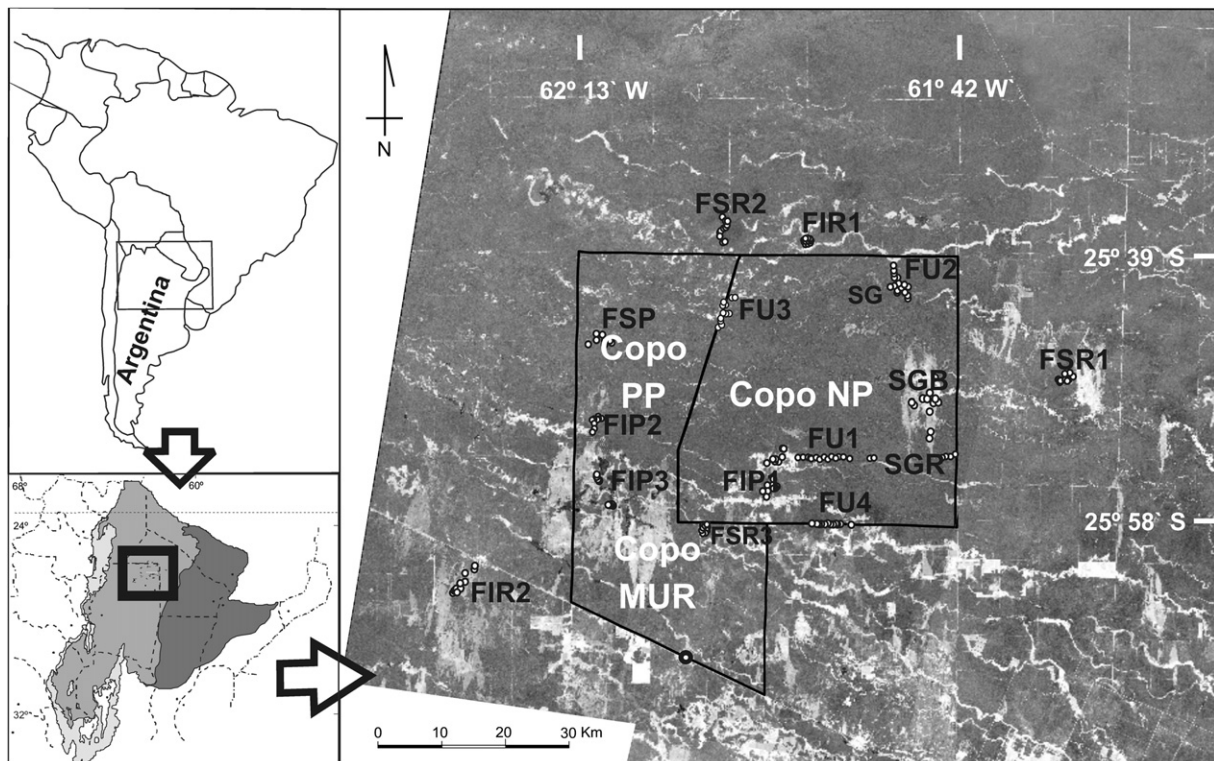 Argentina
68º
60º
24º
32º
N
62º 13` W
61º 42 W`
25º 39 S
25º 58` S
FSR2
FIR1
FU2
SG
FU3
FSP
Copo
PP
Copo NP
SGB
FSR1
FIP2
FU1
SGR
FIP3
FIP1
FU4
FSR3
Copo
MUR
FIR2
0 10 20 30 Km